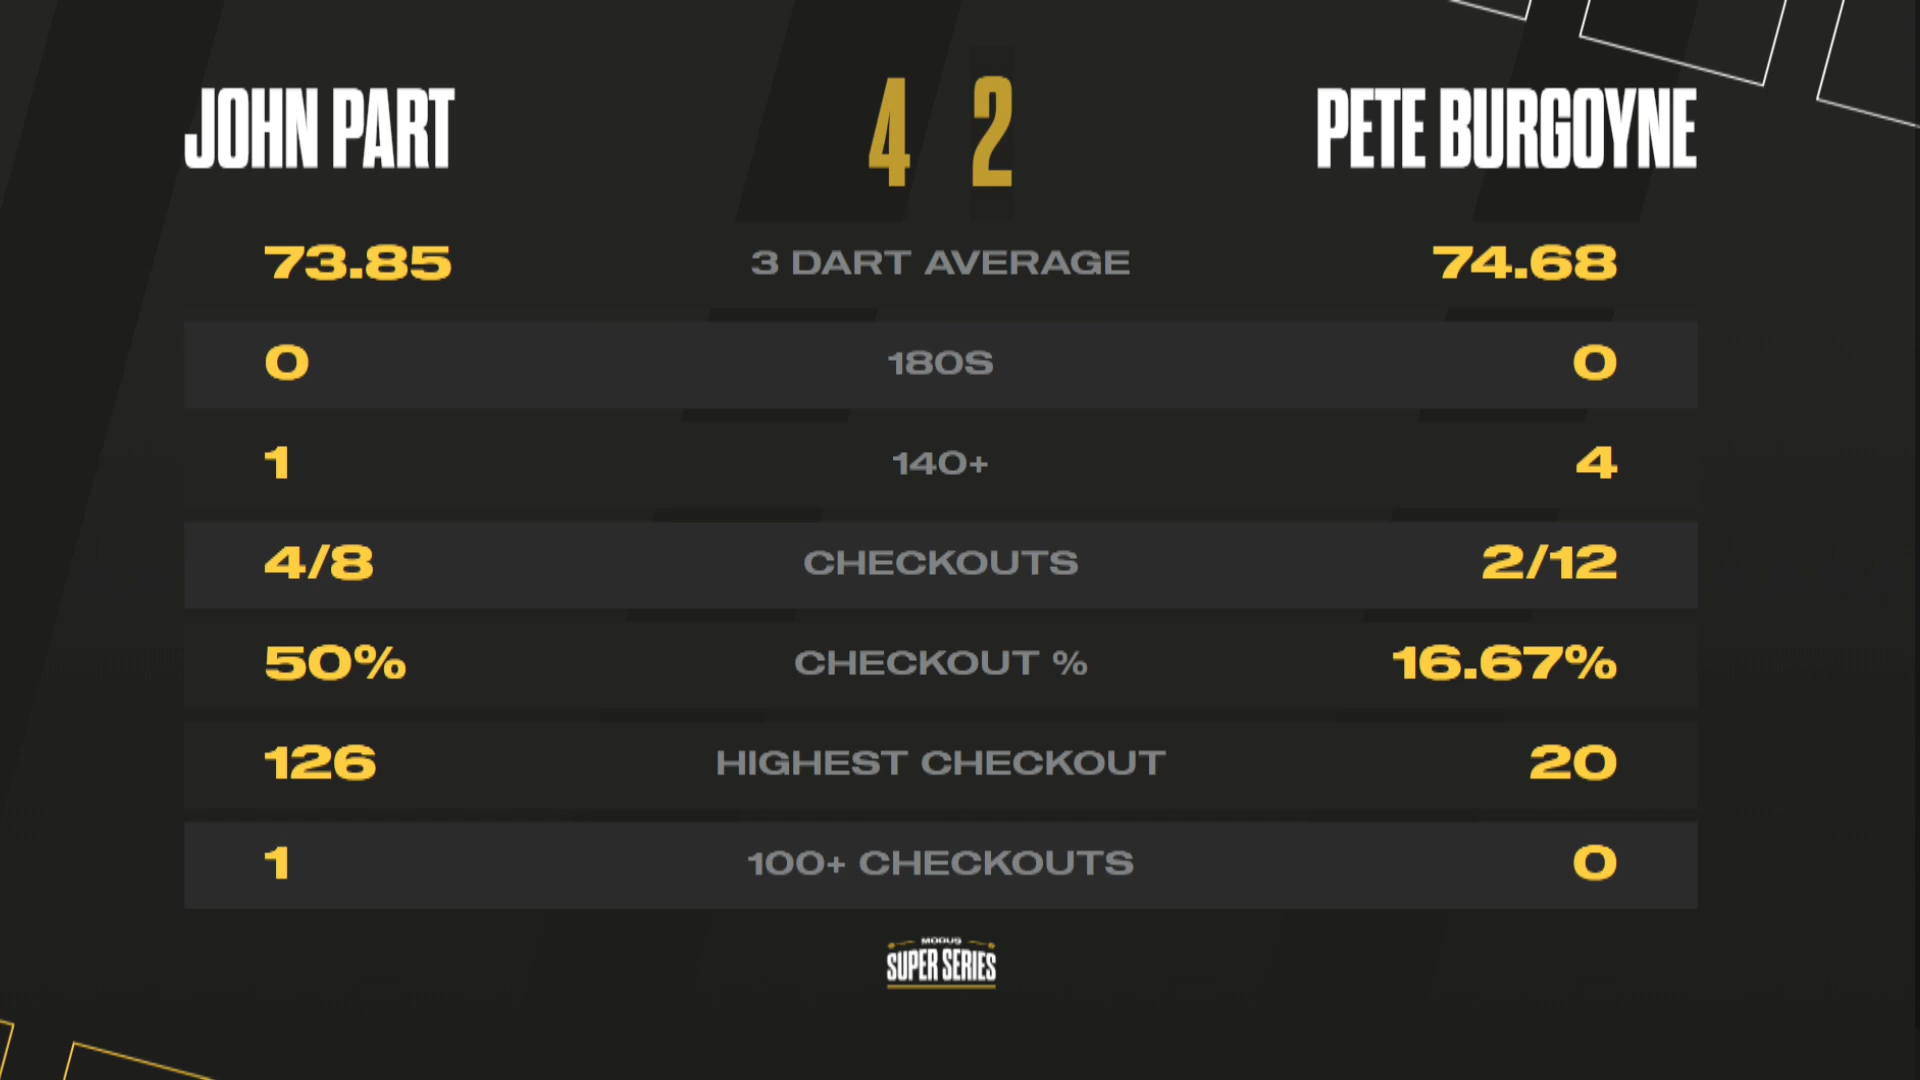 JOHN PART 4 2 PETE BURGOYNE
73.85 3 DART AVERAGE 74.68
0 180S 0
1 140+ 4
4/8 CHECKOUTS 2/12
50% CHECKOUT % 16.67%
126 HIGHEST CHECKOUT 20
1 100+ CHECKOUTS 0
MODUS
SUPER SERIES